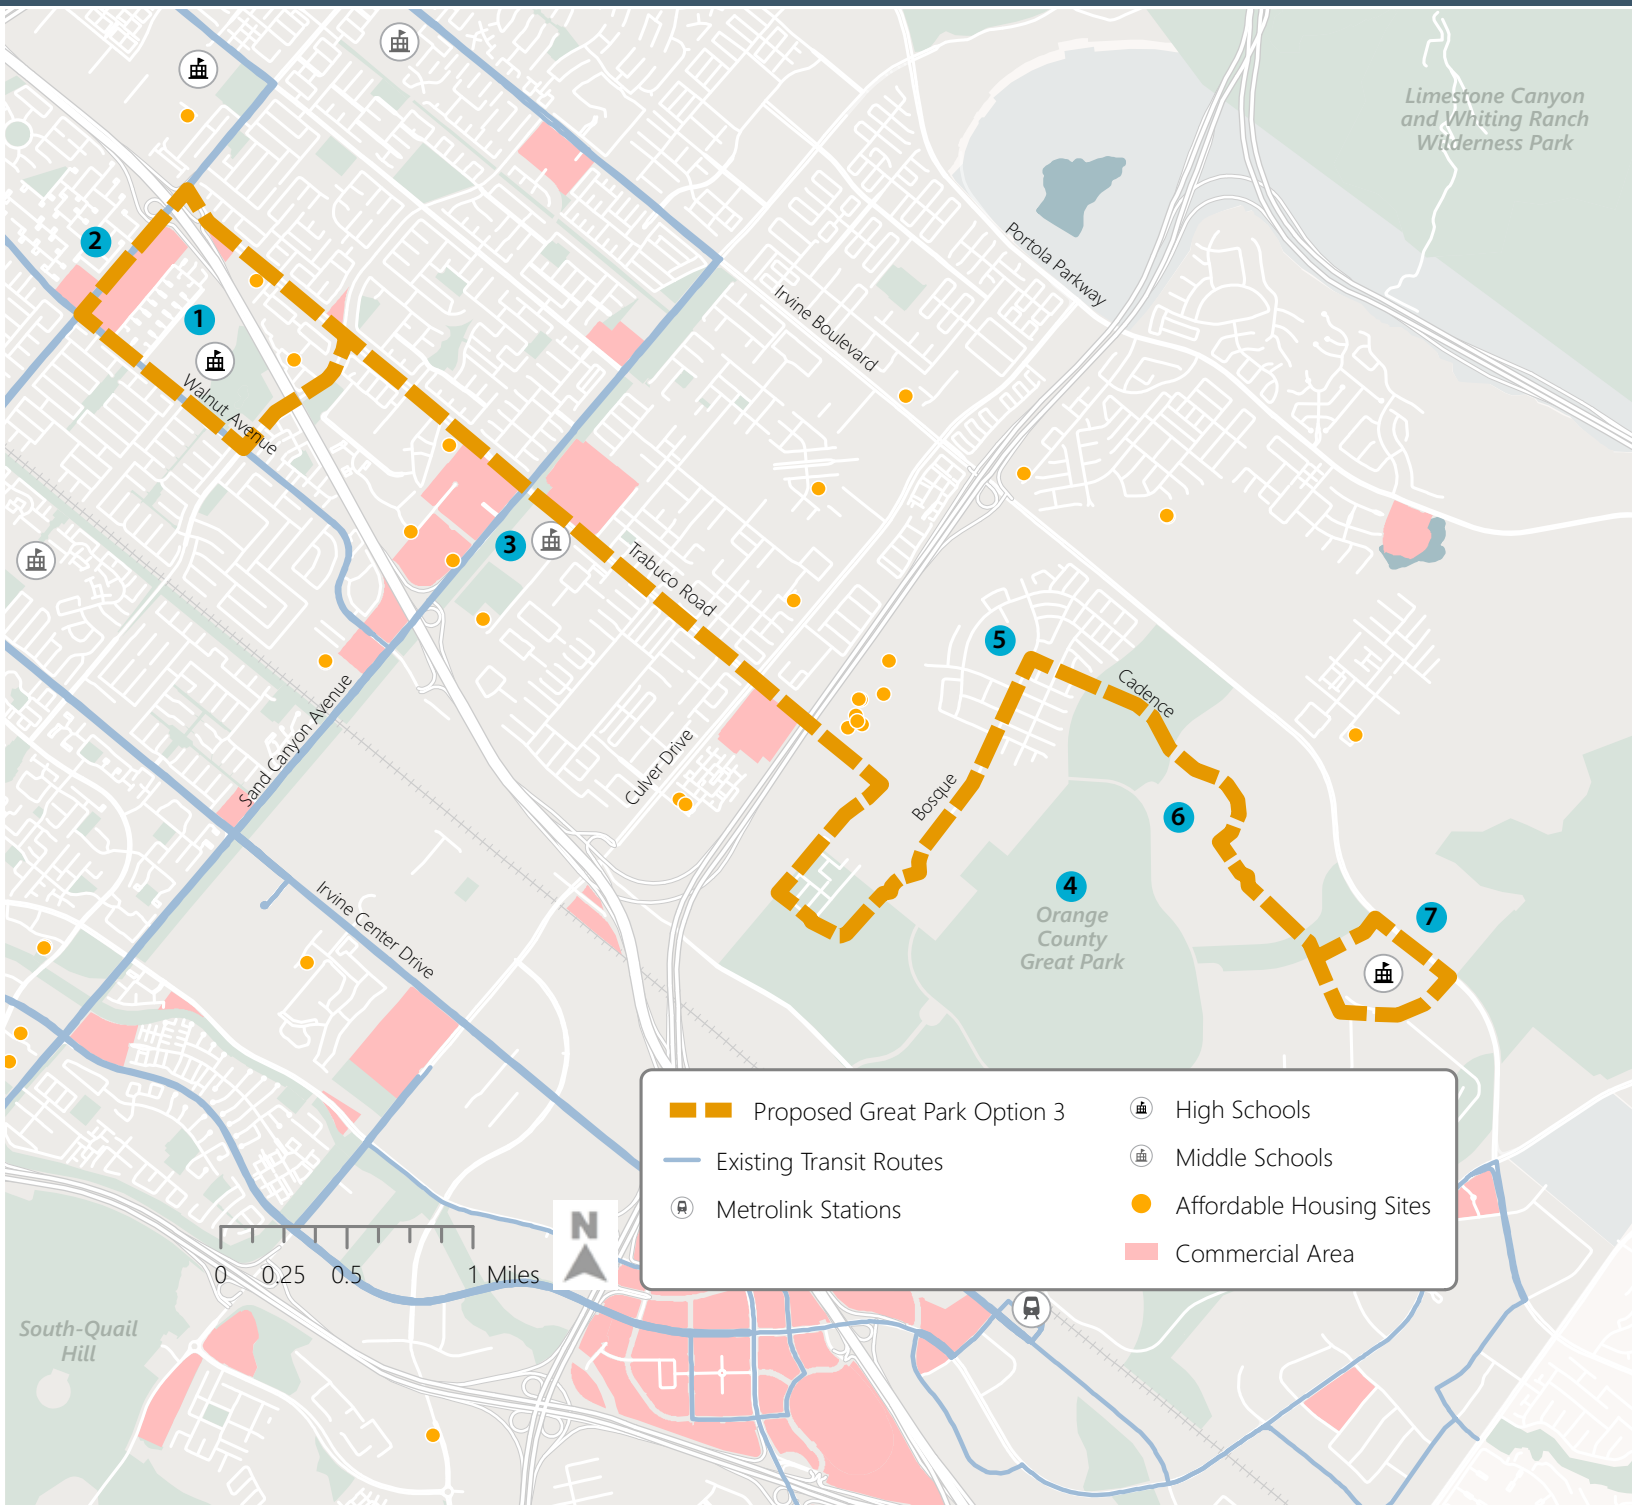 Limestone Canyon
and Whiting Ranch
Wilderness Park
2
Portola Parkway
1
Irvine Boulevard
Walnut Avenue
3
Trabuco Road
5
Cadence
Sand Canyon Avenue
Culver Drive
Bosque
6
4
Orange
County
Great Park
7
Irvine Center Drive
Proposed Great Park Option 3
Existing Transit Routes
Metrolink Stations
High Schools
Middle Schools
Affordable Housing Sites
Commercial Area
N
0 0.25 0.5 1 Miles
South-Quail
Hill